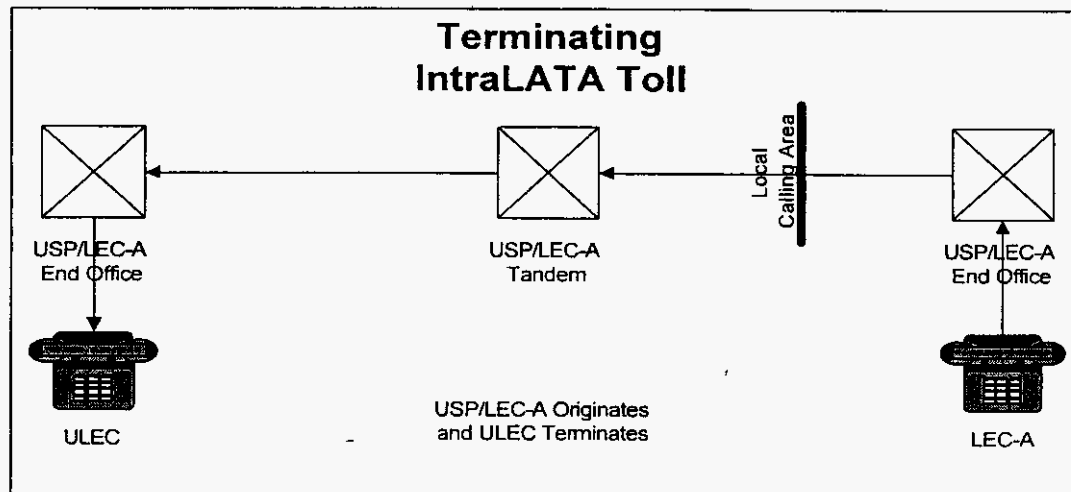 Terminating
IntraLATA Toll
Local
Calling Area
USP/LEC-A
End Office
USP/LEC-A
Tandem
USP/LEC-A
End Office
ULEC
USP/LEC-A Originates
and ULEC Terminates
LEC-A